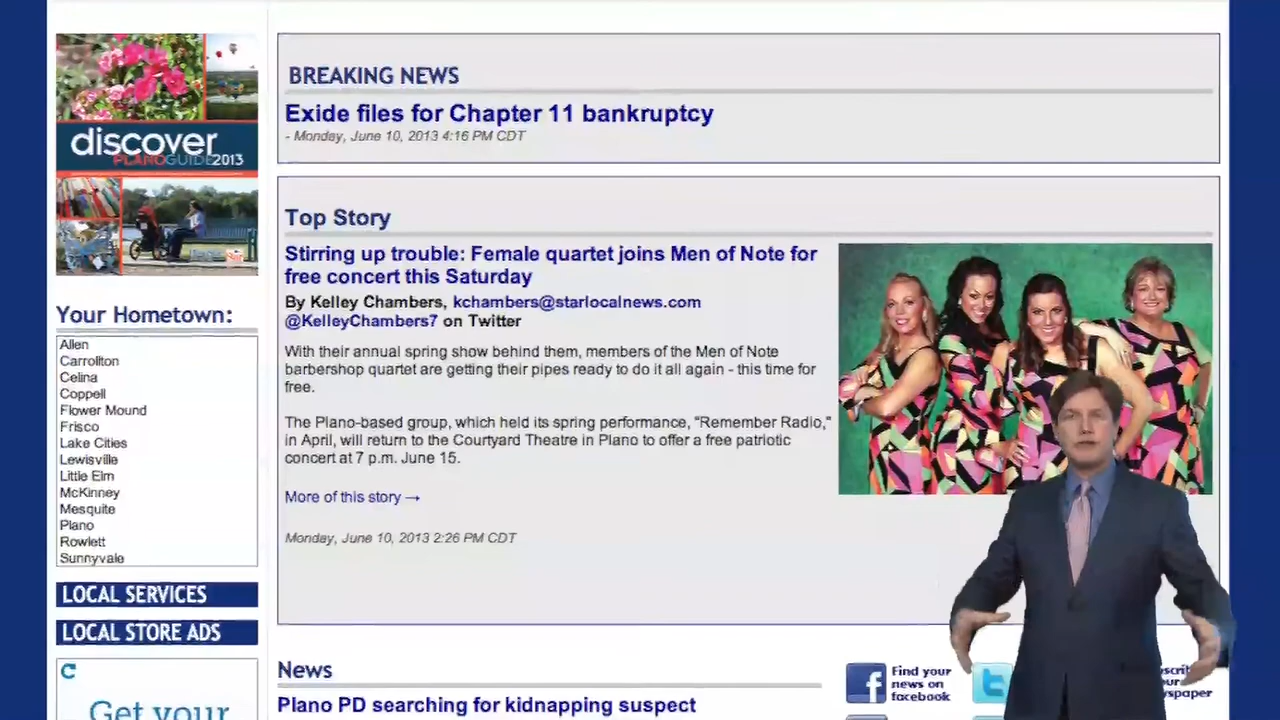 discover
PLANOGUIDE2013
Your Hometown:
Allen
Carrollton
Celina
Coppell
Flower Mound
Frisco
Lake Cities
Lewisville
Little Elm
McKinney
Mesquite
Plano
Rowlett
Sunnyvale
LOCAL SERVICES
LOCAL STORE ADS
Get your
BREAKING NEWS
Exide files for Chapter 11 bankruptcy
- Monday, June 10, 2013 4:16 PM CDT
Top Story
Stirring up trouble: Female quartet joins Men of Note for
free concert this Saturday
By Kelley Chambers, kchambers@starlocalnews.com
@KelleyChambers7 on Twitter
With their annual spring show behind them, members of the Men of Note
barbershop quartet are getting their pipes ready to do it all again - this time for
free.
The Plano-based group, which held its spring performance, "Remember Radio,"
in April, will return to the Courtyard Theatre in Plano to offer a free patriotic
concert at 7 p.m. June 15.
More of this story →
Monday, June 10, 2013 2:26 PM CDT
News
Plano PD searching for kidnapping suspect
Find your
news on
facebook